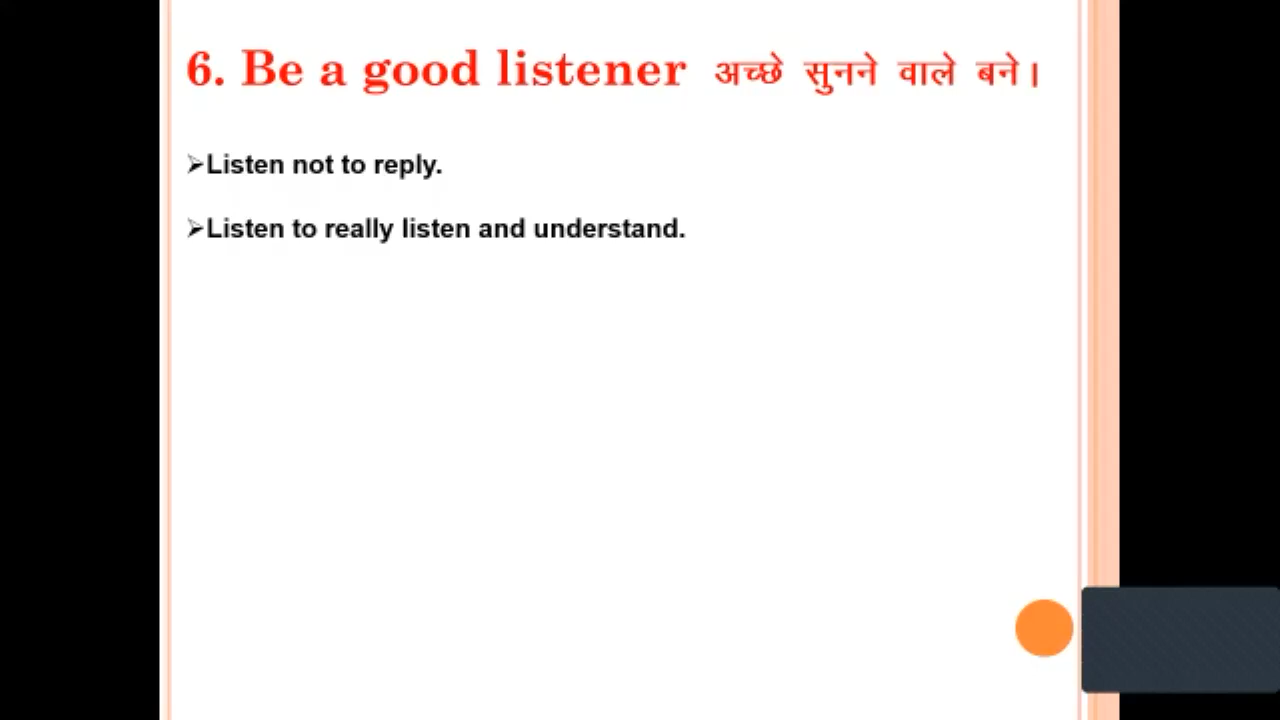 6. Be a good listener अच्छे सुनने वाले बने।
➢Listen not to reply.
➢Listen to really listen and understand.